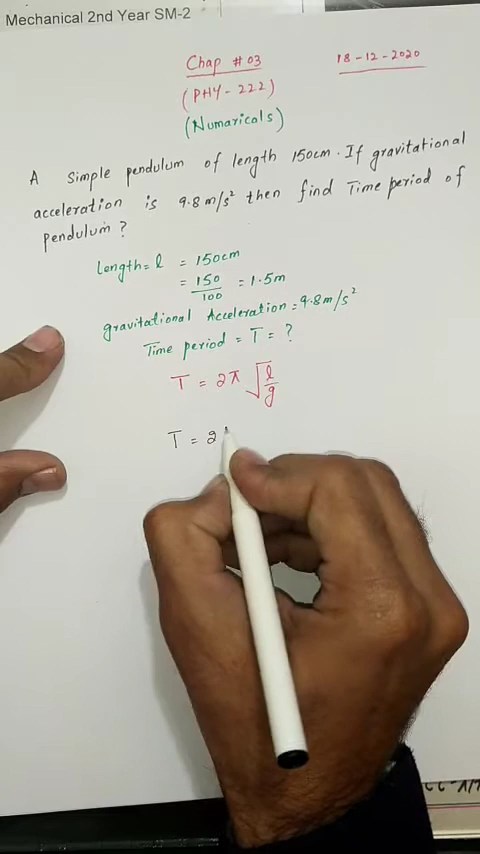 Mechanical 2nd Year SM-2
Chap # 03
18-12-2020
(PHY-222)
(Numaricals)
A Simple pendulum of length 150cm. If gravitational
acceleration is 9.8 m/s² then find Time period of
pendulum?
length = l = 150cm
= 150/100 = 1.5m
gravitational Acceleration = 9.8m/s²
Time period = T = ?
T = 2π √l/g
T = 2